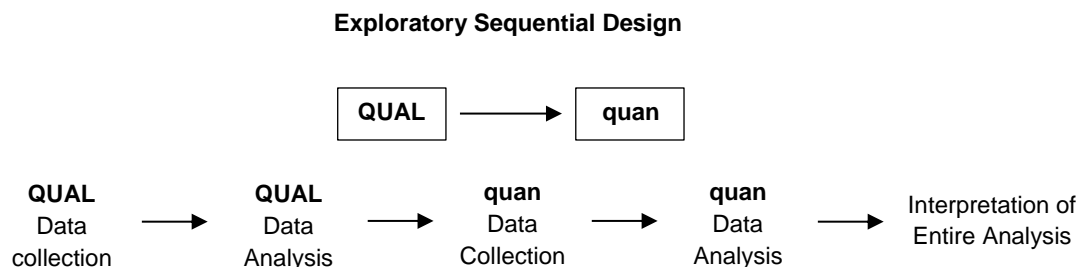 Exploratory Sequential Design
QUAL
quan
QUAL
Data
collection
QUAL
Data
Analysis
quan
Data
Collection
quan
Data
Analysis
Interpretation of
Entire Analysis